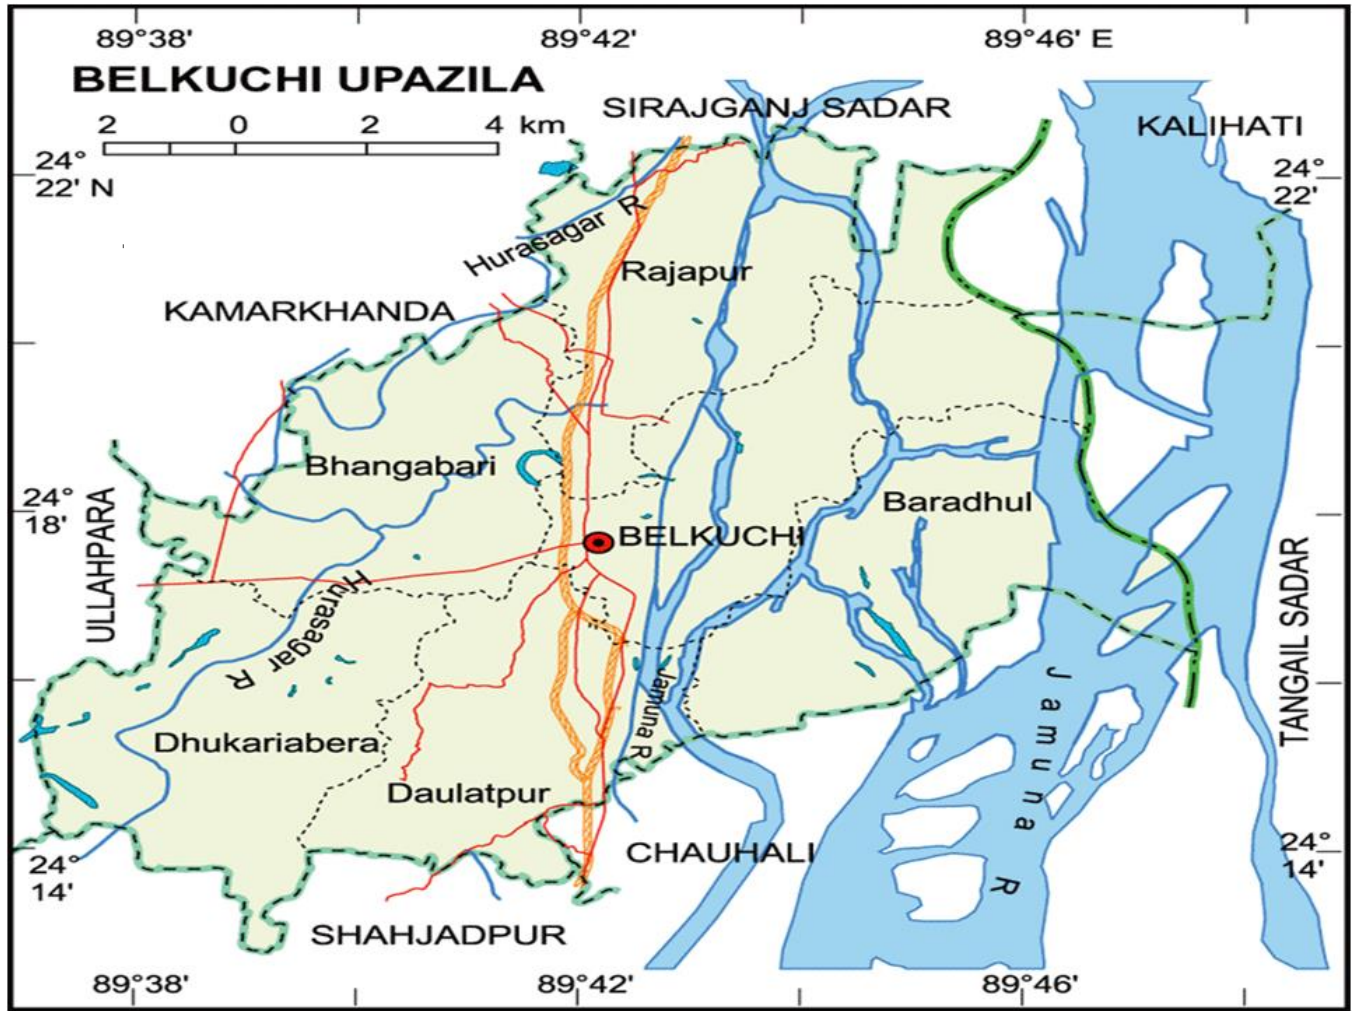 89°38' 89°42' 89°46' E
BELKUCHI UPAZILA
2 0 2 4 km
SIRAJGANJ SADAR
KALIHATI
24°
22' N
24°
22'
Hurasagar R
Rajapur
KAMARKHANDA
Bhangabari
24°
18'
Baradhul
BELKUCHI
ULLAHPARA
TANGAIL SADAR
Hurasagar R
Jamuna R
Jamuna R
Dhukariabera
Daulatpur
CHAUHALI
24°
14'
24°
14'
SHAHJADPUR
89°38' 89°42' 89°46'